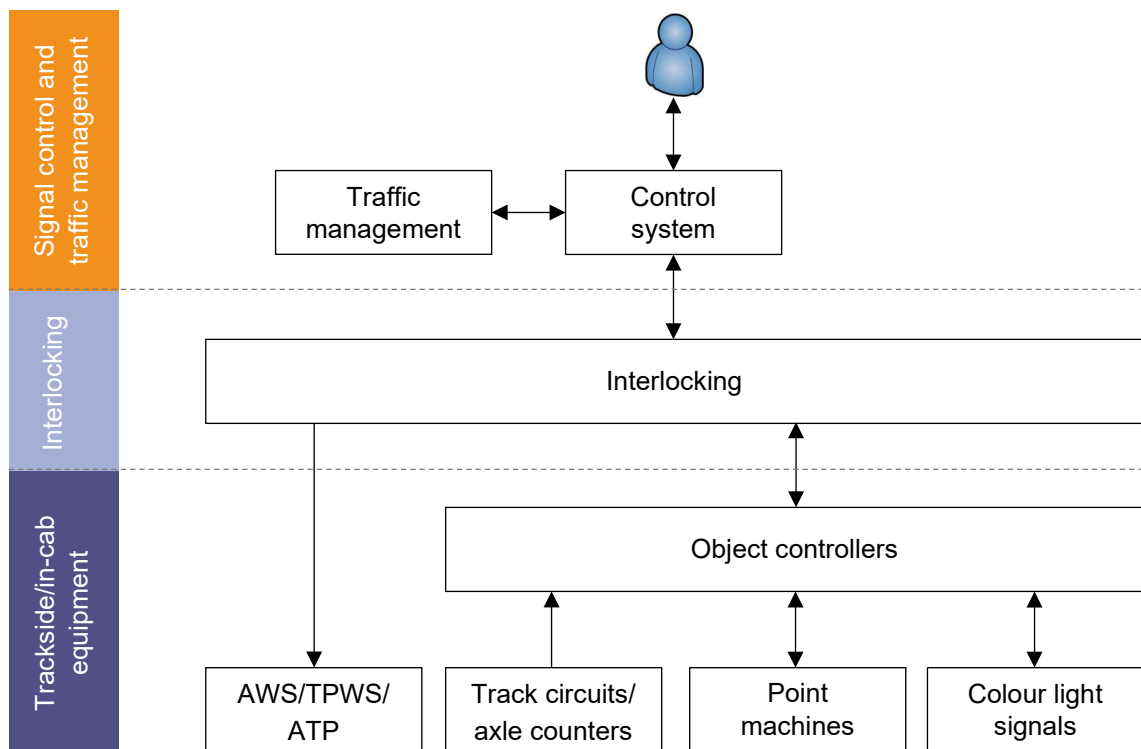 Signal control and
traffic management
Traffic
management
Control
system
Interlocking
Interlocking
Trackside/in-cab
equipment
Object controllers
AWS/TPWS/
ATP
Track circuits/
axle counters
Point
machines
Colour light
signals